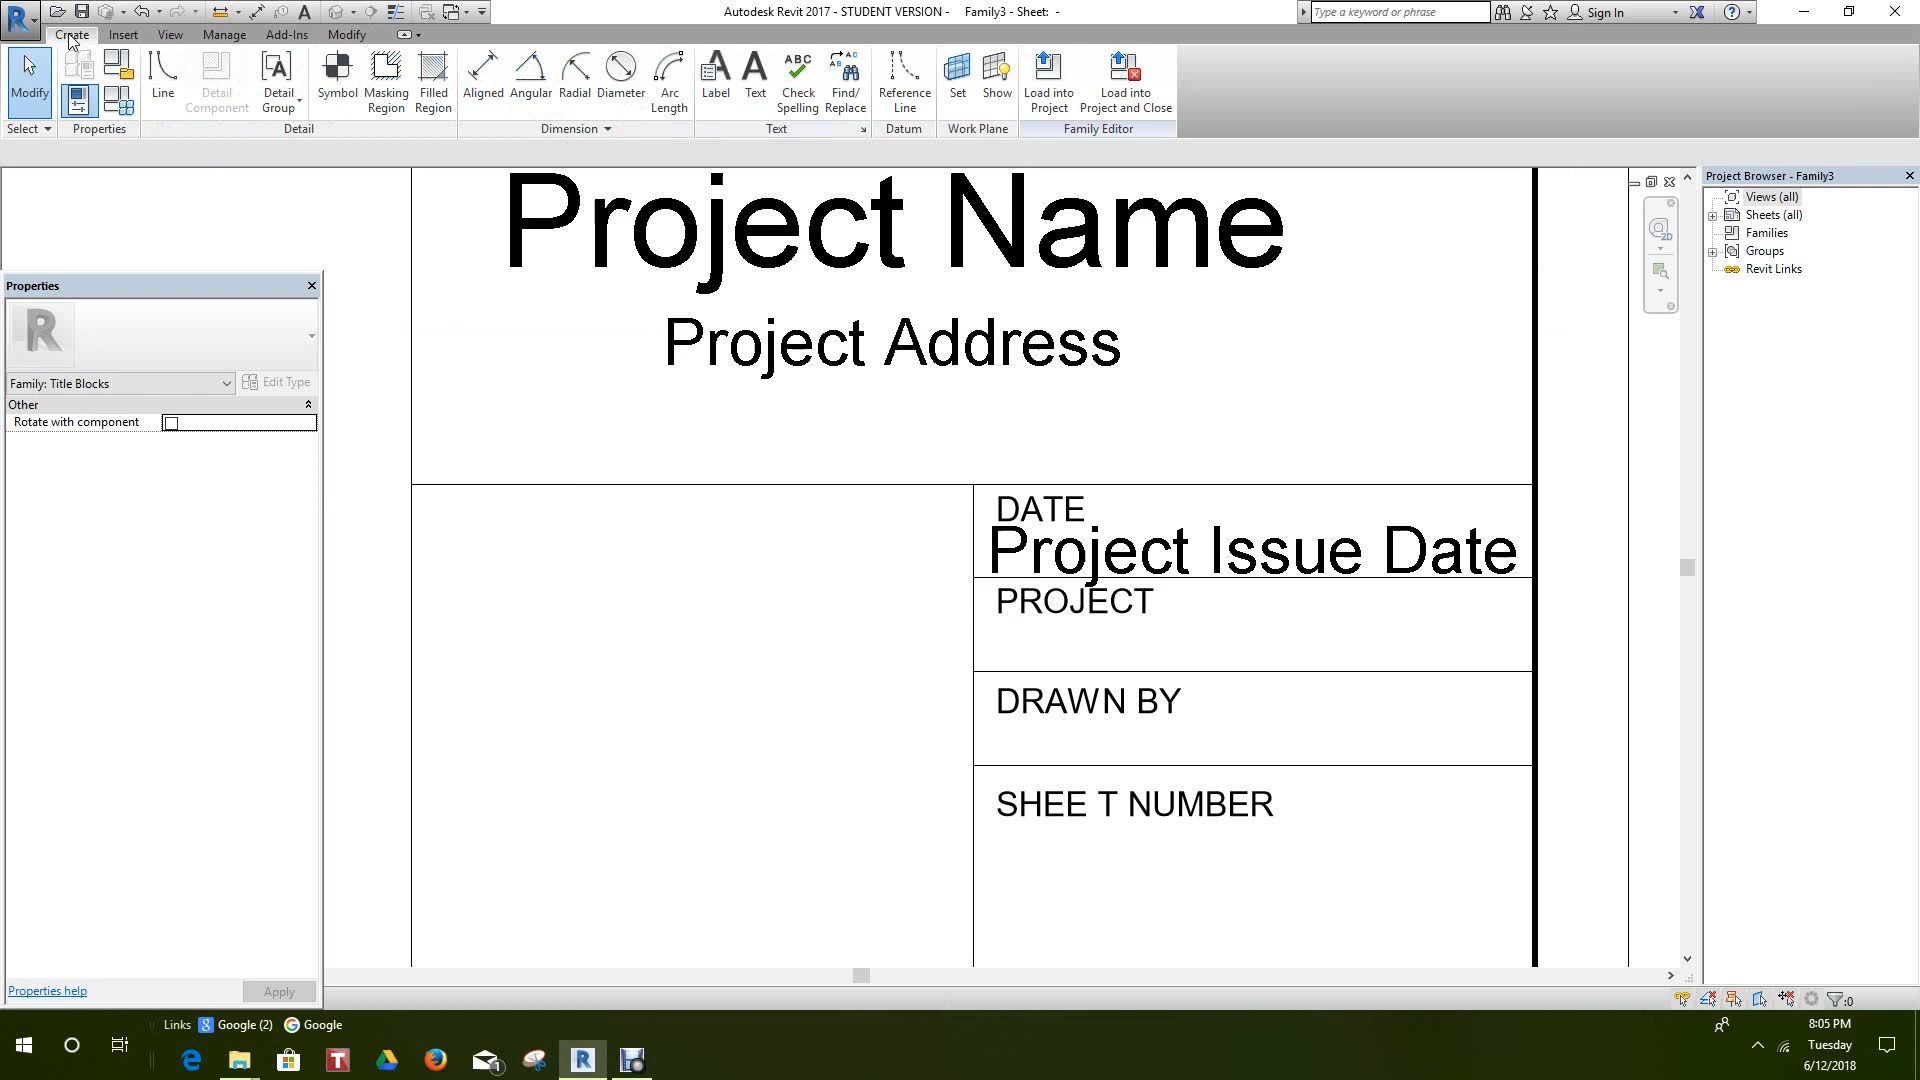 Autodesk Revit 2017 - STUDENT VERSION - Family3 - Sheet: -
Type a keyword or phrase
Sign In
Create Insert View Manage Add-Ins Modify
Modify
Line
Detail Component
Detail Group
Symbol
Masking Region
Filled Region
Aligned
Angular
Radial
Diameter
Arc Length
Label
Text
ABC
Check Spelling
Find/ Replace
Reference Line
Set
Show
Load into Project
Load into Project and Close
Select Properties Detail Dimension Text Datum Work Plane Family Editor
Project Name
Project Address
DATE
Project Issue Date
PROJECT
DRAWN BY
SHEE T NUMBER
Properties
R
Family: Title Blocks
Edit Type
Other
Rotate with component
Properties help
Apply
Project Browser - Family3
Views (all)
Sheets (all)
Families
Groups
Revit Links
2D
:0
Links Google (2) Google
8:05 PM
Tuesday
6/12/2018